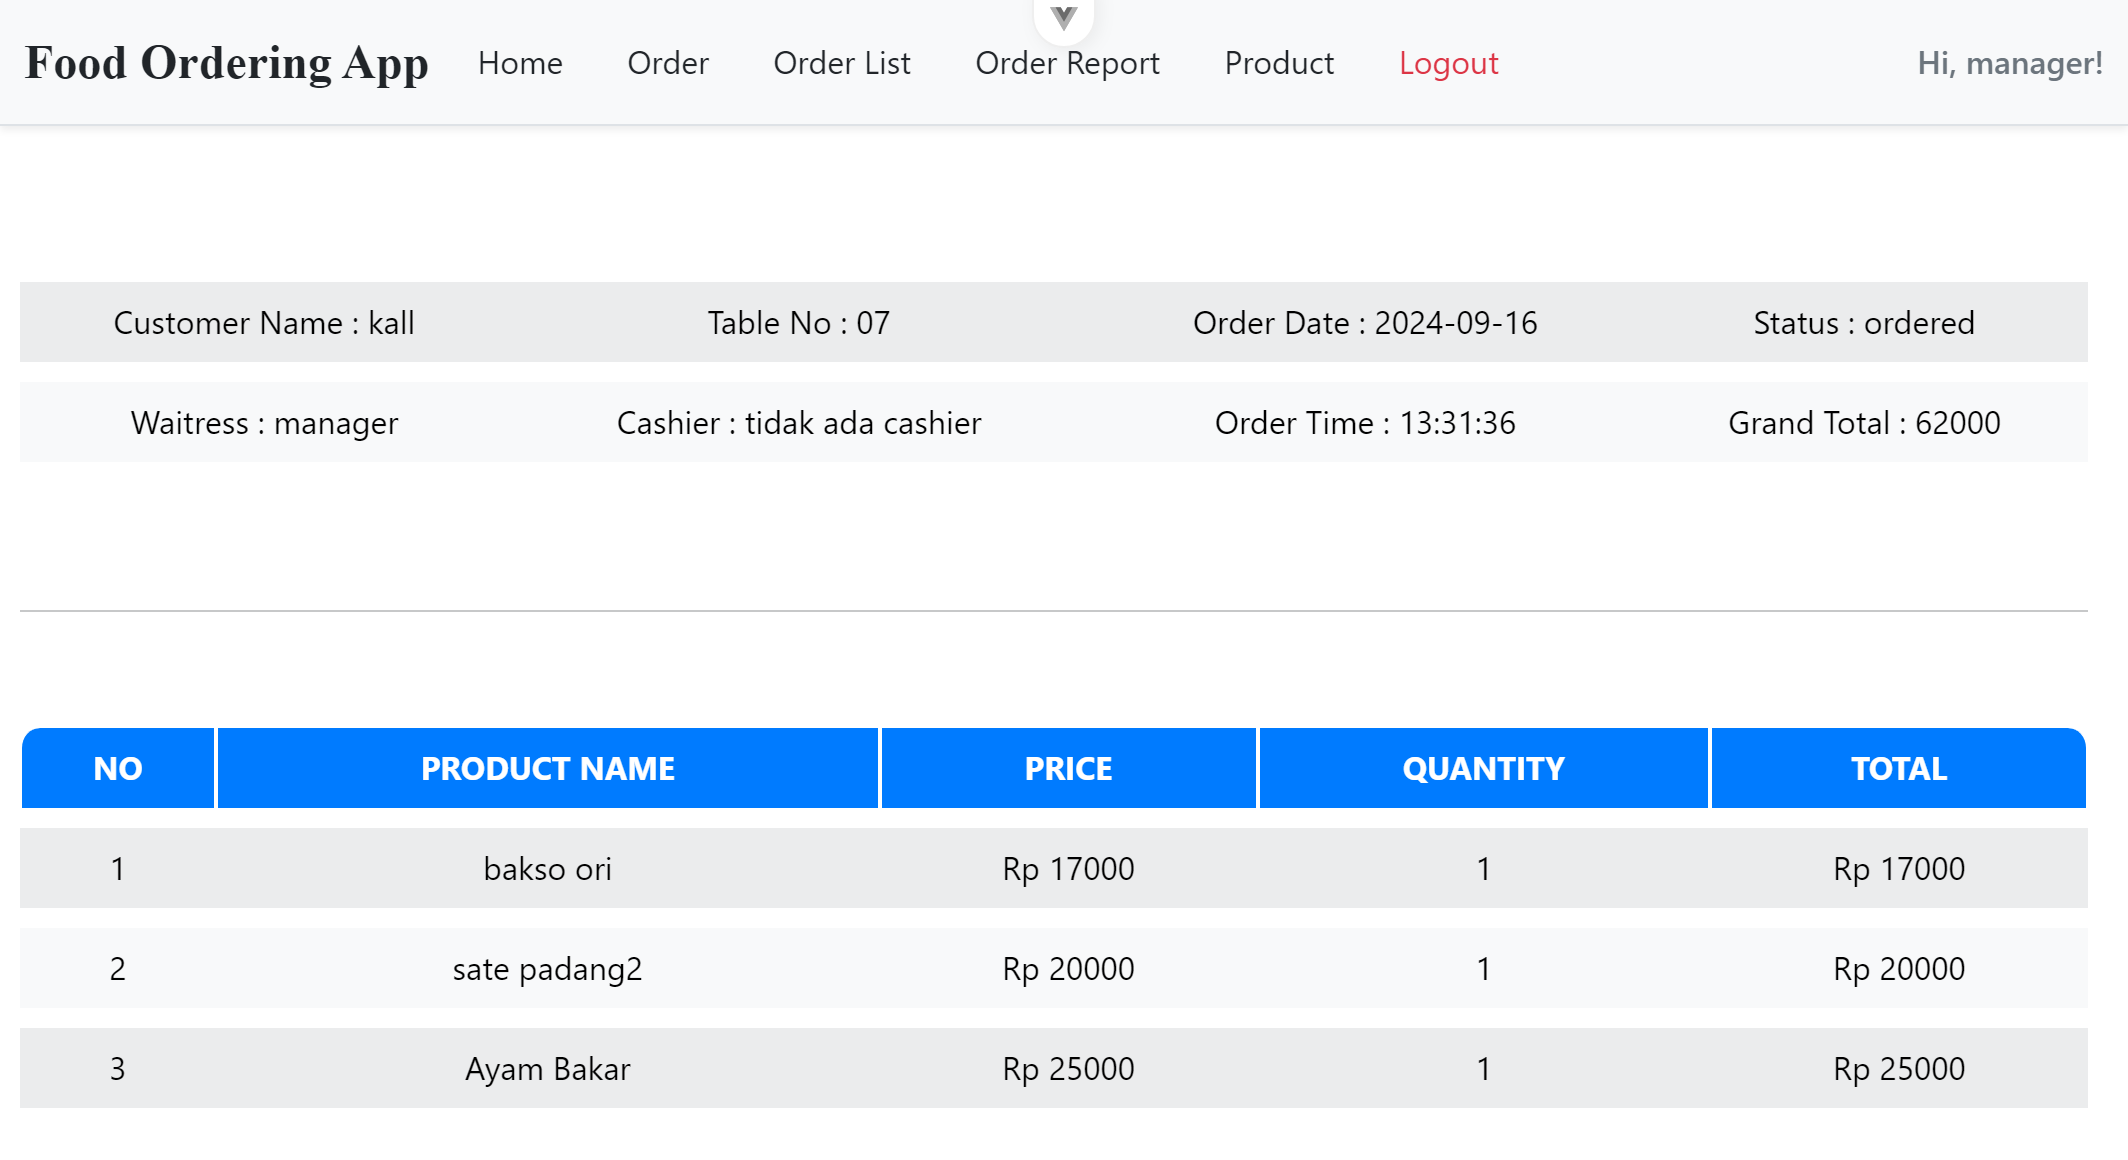 Food Ordering App Home Order Order List Order Report Product Logout Hi, manager!
Customer Name : kall Table No : 07 Order Date : 2024-09-16 Status : ordered
Waitress : manager Cashier : tidak ada cashier Order Time : 13:31:36 Grand Total : 62000
NO PRODUCT NAME PRICE QUANTITY TOTAL
1 bakso ori Rp 17000 1 Rp 17000
2 sate padang2 Rp 20000 1 Rp 20000
3 Ayam Bakar Rp 25000 1 Rp 25000